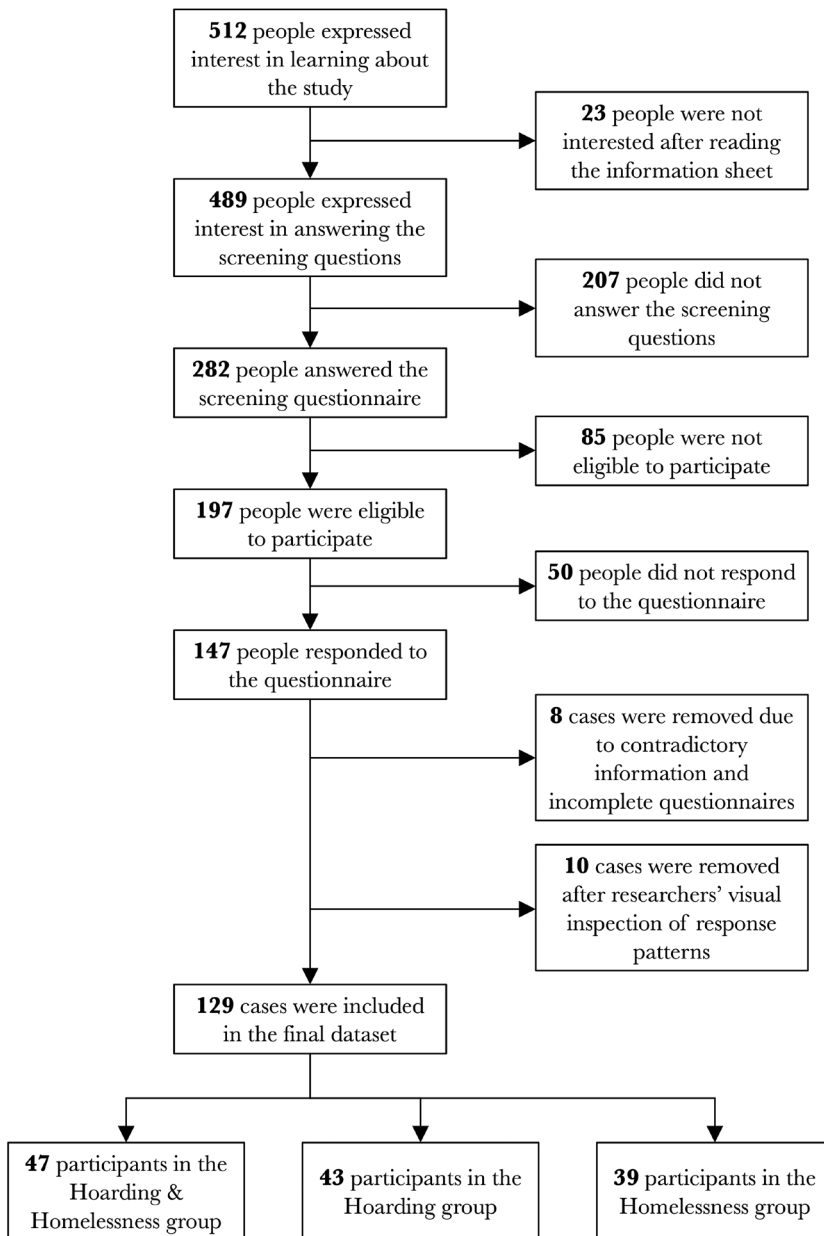 512 people expressed
interest in learning about
the study
23 people were not
interested after reading
the information sheet
489 people expressed
interest in answering the
screening questions
207 people did not
answer the screening
questions
282 people answered the
screening questionnaire
85 people were not
eligible to participate
197 people were eligible
to participate
50 people did not respond
to the questionnaire
147 people responded to
the questionnaire
8 cases were removed due
to contradictory
information and
incomplete questionnaires
10 cases were removed
after researchers’ visual
inspection of response
patterns
129 cases were included
in the final dataset
47 participants in the
Hoarding &
Homelessness group
43 participants in the
Hoarding group
39 participants in the
Homelessness group